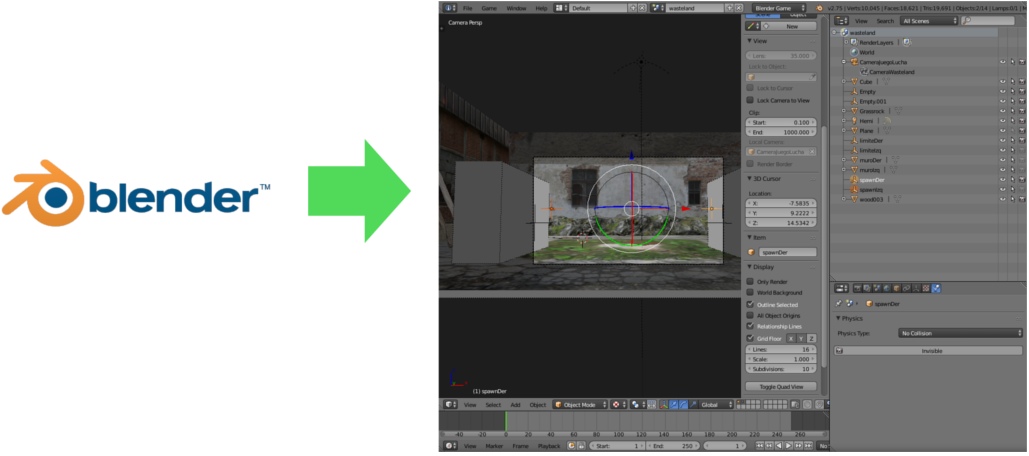 blender™
File Game Window Help Default wasteland Blender Game v2.75 | Verts:10,045 | Faces:18,621 | Tris:19,691 | Objects:2/14 | Lamps:0/1 | M
Camera Persp
(1) spawnDer
Object
New
View
Lens: 35.000
Lock to Object:
Lock to Cursor
Lock Camera to View
Clip:
Start: 0.100
End: 1000.000
Local Camera:
CameraJuegoLucha
Render Border
3D Cursor
Location:
X: -7.5835
Y: 9.2222
Z: 14.5342
Item
spawnDer
Display
Only Render
World Background
Outline Selected
All Object Origins
Relationship Lines
Grid Floor X Y Z
Lines: 16
Scale: 1.000
Subdivisions: 10
Toggle Quad View
View Search All Scenes
wasteland
RenderLayers |
World
CameraJuegoLucha
CameraWasteland
Cube |
Empty
Empty.001
Grassrock |
Hemi |
Plane |
limiteDer
limiteIzq
muroDer |
muroIzq |
spawnDer
spawnIzq
wood003 |
spawnDer
Physics
Physics Type: No Collision
Invisible
View Select Add Object Object Mode Global
-40 -20 0 20 40 60 80 100 120 140 160 180 200 220 240 260
View Marker Frame Playback Start: 1 End: 250 1 No